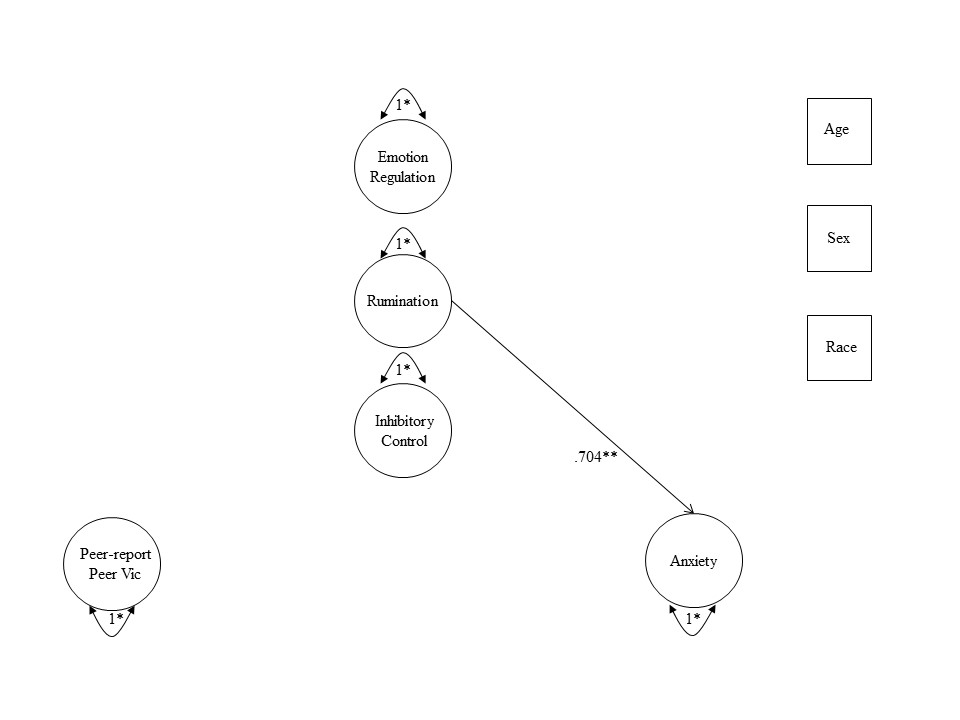 1*
Emotion
Regulation
1*
Rumination
1*
Inhibitory
Control
Age
Sex
Race
.704**
Peer-report
Peer Vic
1*
Anxiety
1*